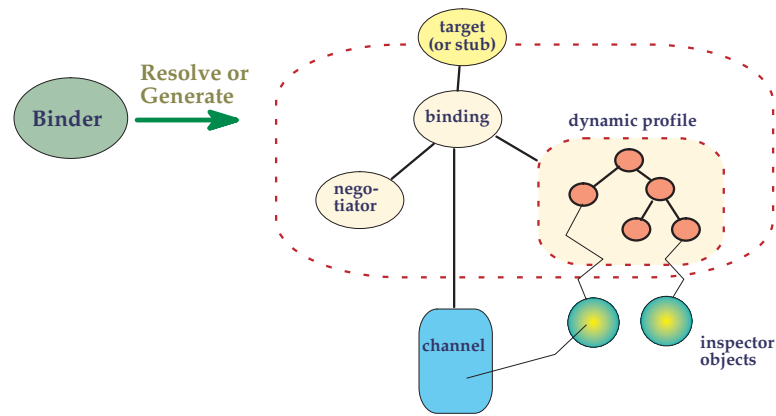 target
(or stub)
Resolve or
Generate
Binder
binding
dynamic profile
nego-
tiator
channel
inspector
objects